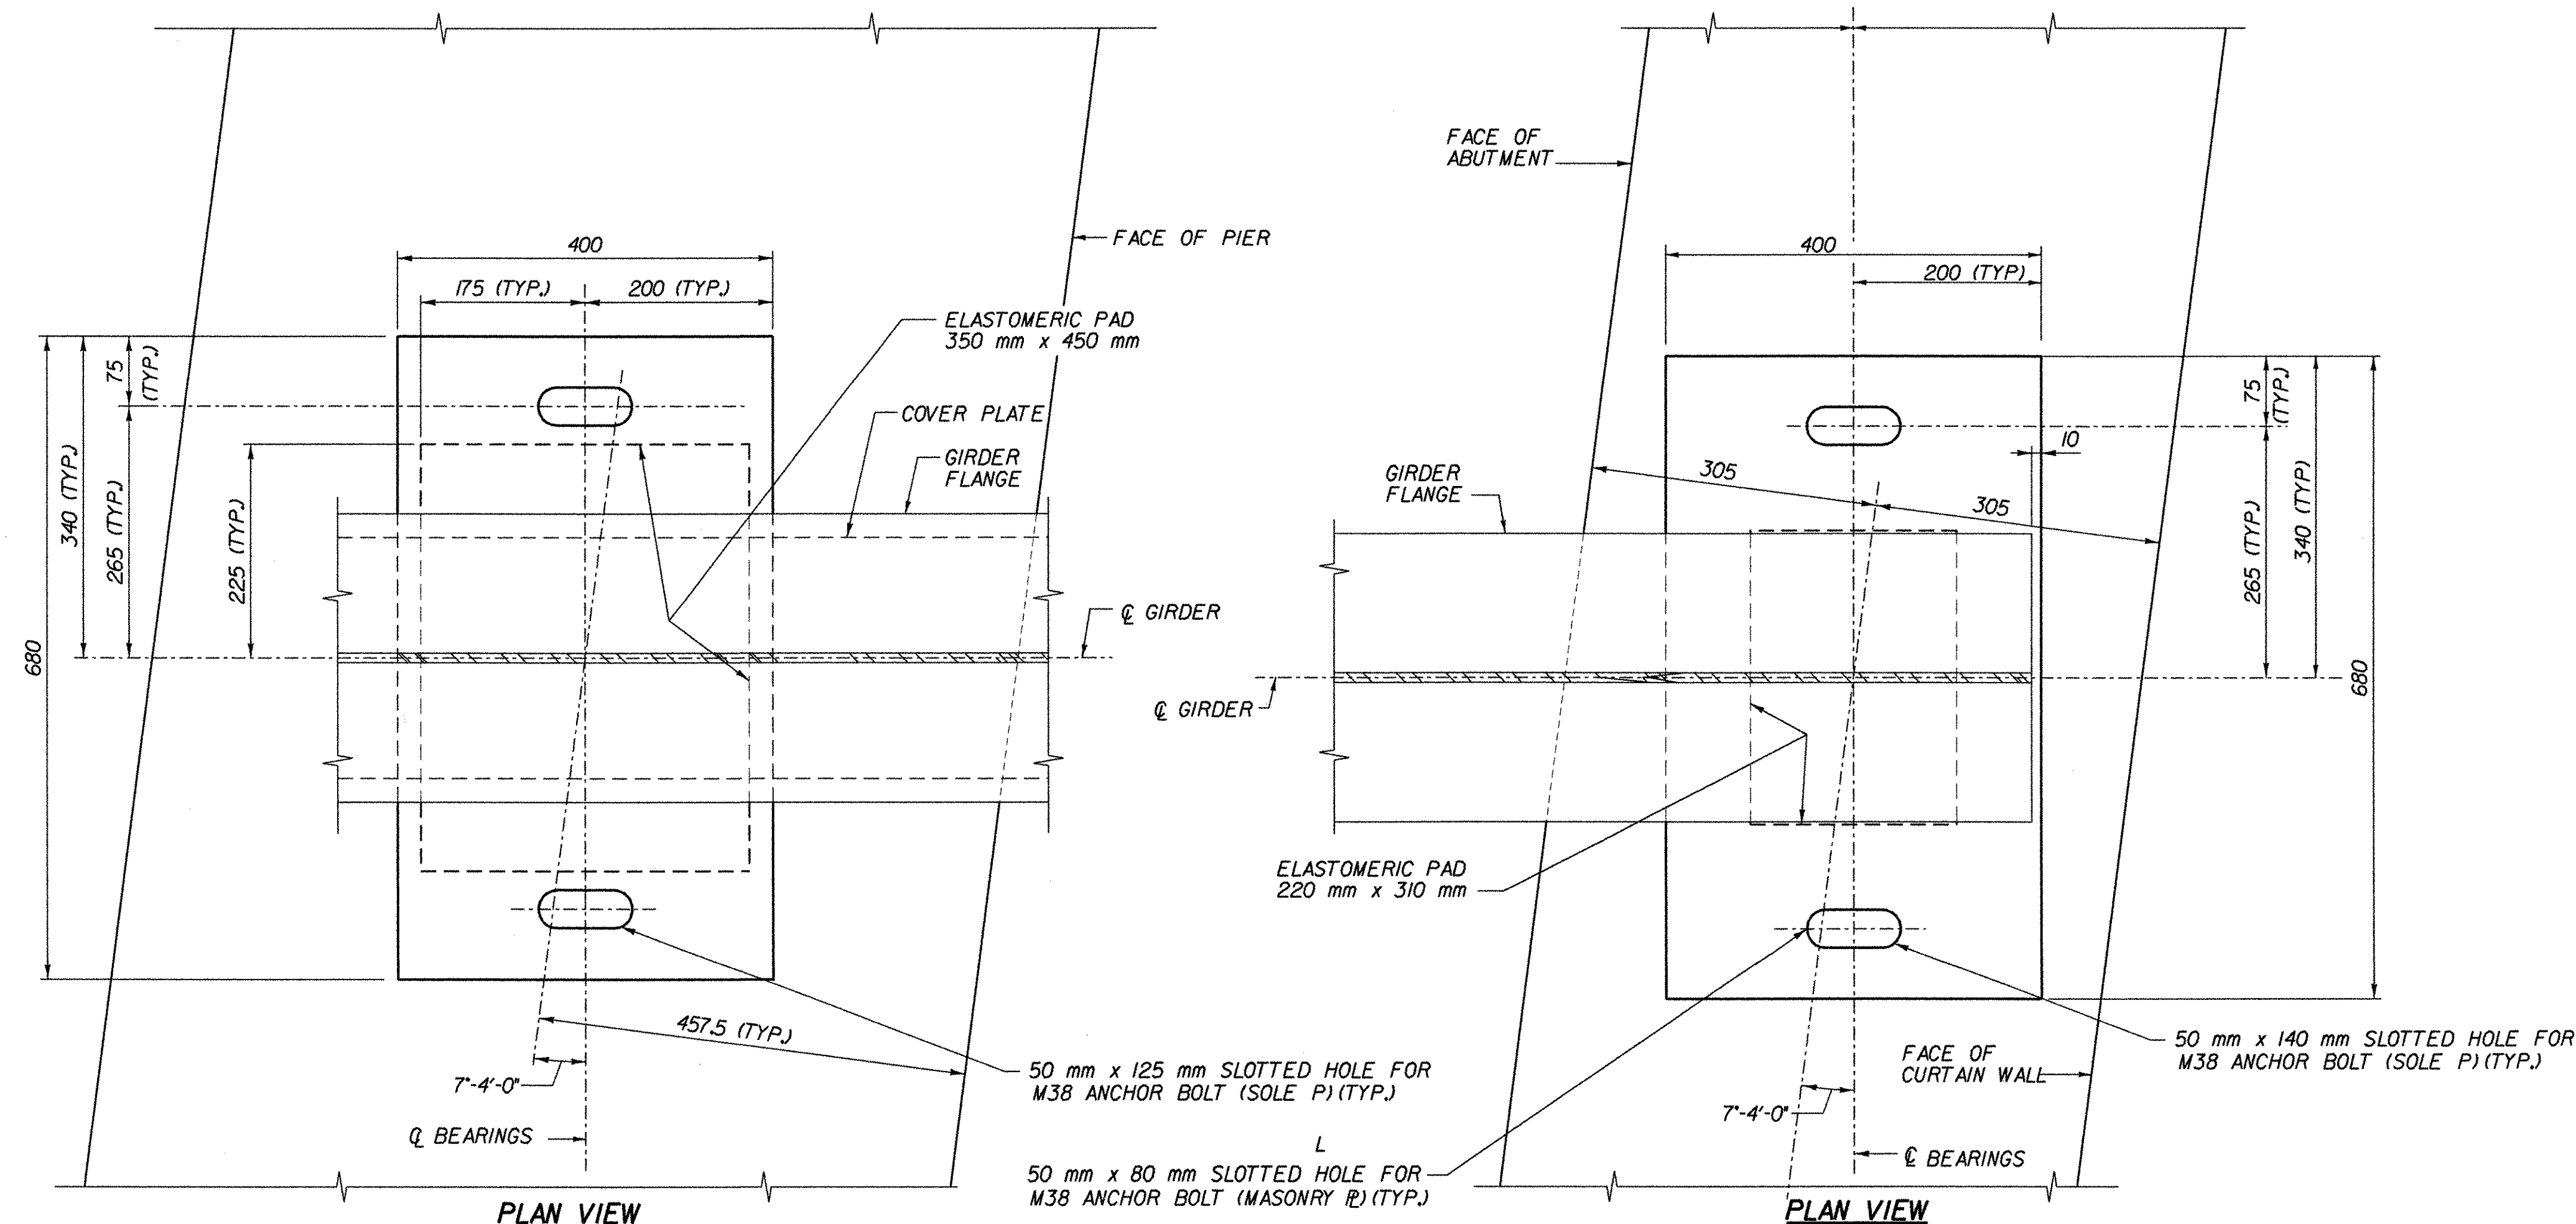 400
175 (TYP.)
200 (TYP.)
75
(TYP.)
340 (TYP.)
265 (TYP.)
225 (TYP.)
680
FACE OF PIER
ELASTOMERIC PAD
350 mm x 450 mm
COVER PLATE
GIRDER
FLANGE
℄ GIRDER
457.5 (TYP.)
7°-4'-0"
℄ BEARINGS
50 mm x 125 mm SLOTTED HOLE FOR
M38 ANCHOR BOLT (SOLE P) (TYP.)
PLAN VIEW
FACE OF
ABUTMENT
400
200 (TYP)
75
(TYP.)
10
305
305
GIRDER
FLANGE
265 (TYP.)
340 (TYP)
680
℄ GIRDER
ELASTOMERIC PAD
220 mm x 310 mm
50 mm x 140 mm SLOTTED HOLE FOR
M38 ANCHOR BOLT (SOLE P) (TYP.)
FACE OF
CURTAIN WALL
7°-4'-0"
L
50 mm x 80 mm SLOTTED HOLE FOR
M38 ANCHOR BOLT (MASONRY PL) (TYP.)
℄ BEARINGS
PLAN VIEW